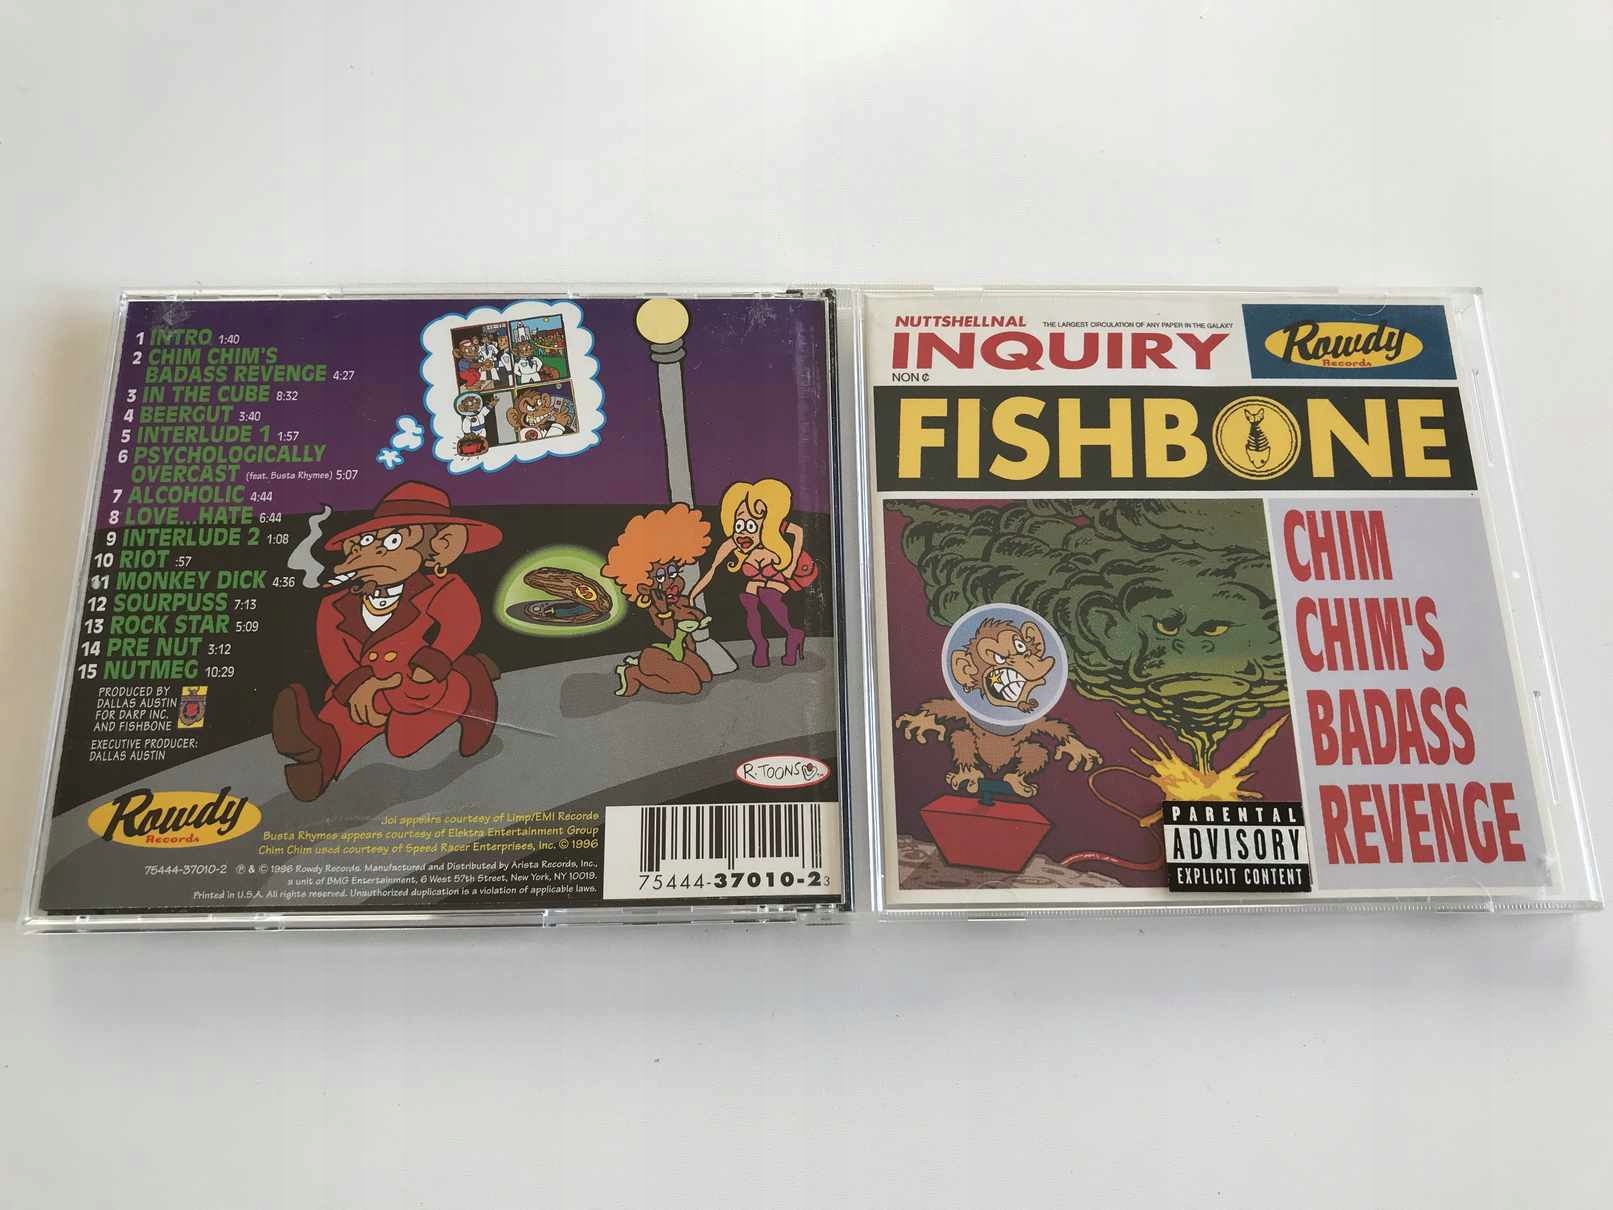 1 INTRO 1:40
2 CHIM CHIM'S
BADASS REVENGE 4:27
3 IN THE CUBE 8:32
4 BEERGUT 3:40
5 INTERLUDE 1 1:57
6 PSYCHOLOGICALLY
OVERCAST (feat. Busta Rhymes) 5:07
7 ALCOHOLIC 4:44
8 LOVE...HATE 6:44
9 INTERLUDE 2 1:08
10 RIOT :57
11 MONKEY DICK 4:36
12 SOURPUSS 7:13
13 ROCK STAR 5:09
14 PRE NUT 3:12
15 NUTMEG 10:29
PRODUCED BY
DALLAS AUSTIN
FOR DARP INC.
AND FISHBONE
EXECUTIVE PRODUCER:
DALLAS AUSTIN
R.TOONS
Rowdy
Records
Joi appears courtesy of Limp/EMI Records
Busta Rhymes appears courtesy of Elektra Entertainment Group
Chim Chim used courtesy of Speed Racer Enterprises, Inc. © 1996
75444-37010-2 ℗ & © 1996 Rowdy Records. Manufactured and Distributed by Arista Records, Inc.,
a unit of BMG Entertainment, 6 West 57th Street, New York, NY 10019.
Printed in U.S.A. All rights reserved. Unauthorized duplication is a violation of applicable laws.
75444-37010-2 3
NUTTSHELLNAL
THE LARGEST CIRCULATION OF ANY PAPER IN THE GALAXY
INQUIRY
NON ¢
Rowdy
Records
FISHBONE
CHIM
CHIM'S
BADASS
REVENGE
PARENTAL
ADVISORY
EXPLICIT CONTENT